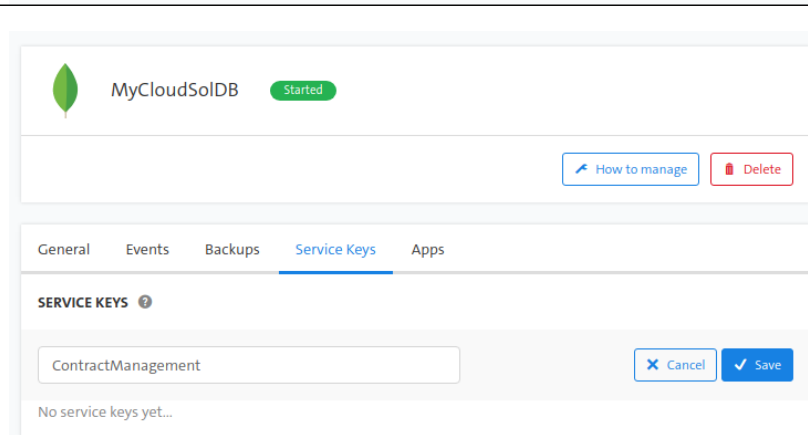 MyCloudSolDB Started
How to manage Delete
General Events Backups Service Keys Apps
SERVICE KEYS ?
ContractManagement Cancel Save
No service keys yet...